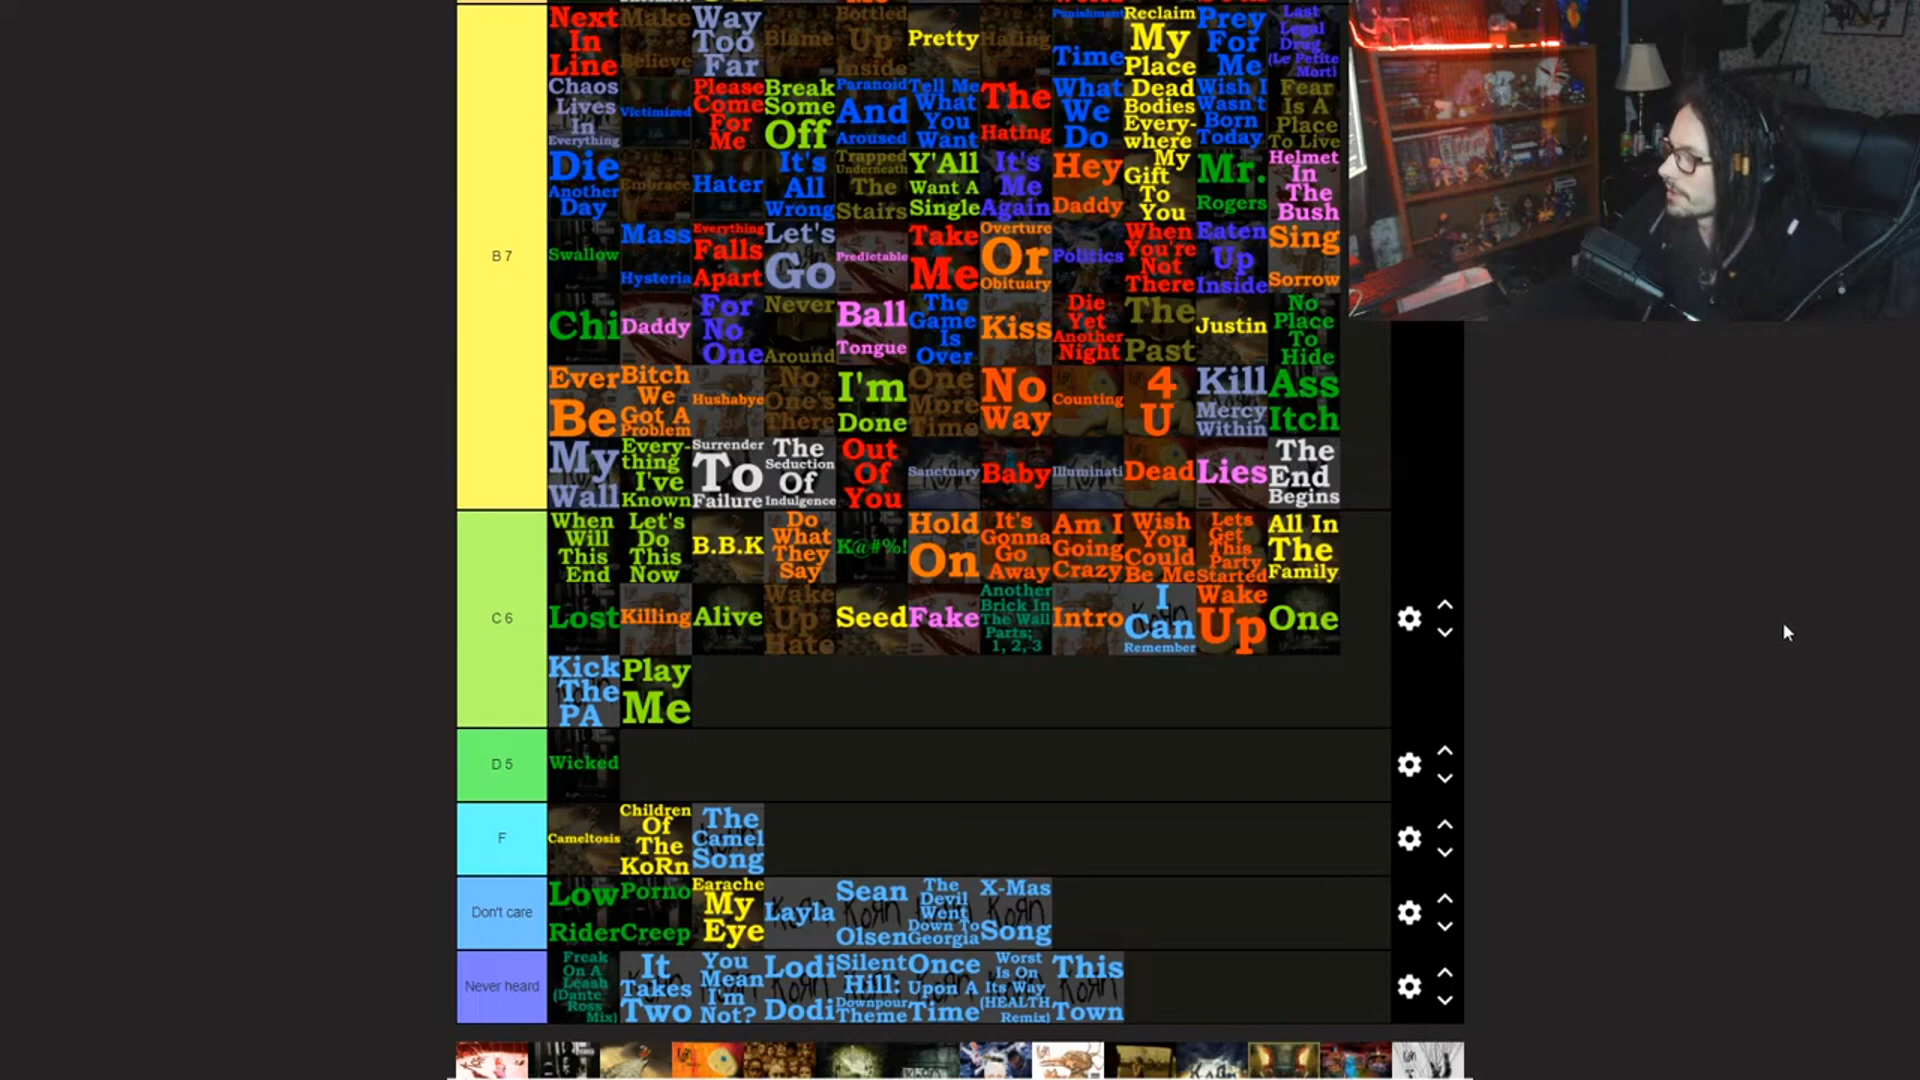 B 7
Next In Line
Make Believe
Way Too Far
Blame
Bottled Up Inside
Pretty
Hating
Punishment Time
Reclaim My Place
Prey For Me
Last Legal Drug (Le Petite Mort)
Chaos Lives In Everything
Victimized
Please Come For Me
Break Some Off
Paranoid And Aroused
Tell Me What You Want
The Hating
What We Do
Dead Bodies Every-where
Wish I Wasn't Born Today
Fear Is A Place To Live
Die Another Day
Embrace
Hater
It's All Wrong
Trapped Underneath The Stairs
Y'All Want A Single
It's Me Again
Hey Daddy
My Gift To You
Mr. Rogers
Helmet In The Bush
Swallow
Mass Hysteria
Everything Falls Apart
Let's Go
Predictable
Take Me
Overture Or Obituary
Politics
When You're Not There
Eaten Up Inside
Sing Sorrow
Chi
Daddy
For No One
Never Around
Ball Tongue
The Game Is Over
Kiss
Die Yet Another Night
The Past
Justin
No Place To Hide
Ever Be
Bitch We Got A Problem
Hushabye
No One's There
I'm Done
One More Time
No Way
Counting
4 U
Kill Mercy Within
Ass Itch
My Wall
Every-thing I've Known
Surrender To Failure
The Seduction Of Indulgence
Out Of You
Sanctuary
Baby
Illuminati
Dead
Lies
The End Begins
C 6
When Will This End
Let's Do This Now
B.B.K
Do What They Say
K@#%!
Hold On
It's Gonna Go Away
Am I Going Crazy
Wish You Could Be Me
Lets Get This Party Started
All In The Family
Lost
Killing
Alive
Wake Up Hate
Seed
Fake
Another Brick In The Wall Parts; 1, 2, 3
Intro
I Can Remember
Wake Up
One
Kick The PA
Play Me
D 5
Wicked
F
Cameltosis
Children Of The KoRn
The Camel Song
Don't care
Low Rider
Porno Creep
Earache My Eye
Layla
Sean Olsen
The Devil Went Down To Georgia
X-Mas Song
Never heard
Freak On A Leash (Dante Ross Mix)
It Takes Two
You Mean I'm Not?
Lodi Dodi
Silent Hill: Downpour Theme
Once Upon A Time
Worst Is On Its Way (HEALTH Remix)
This Town